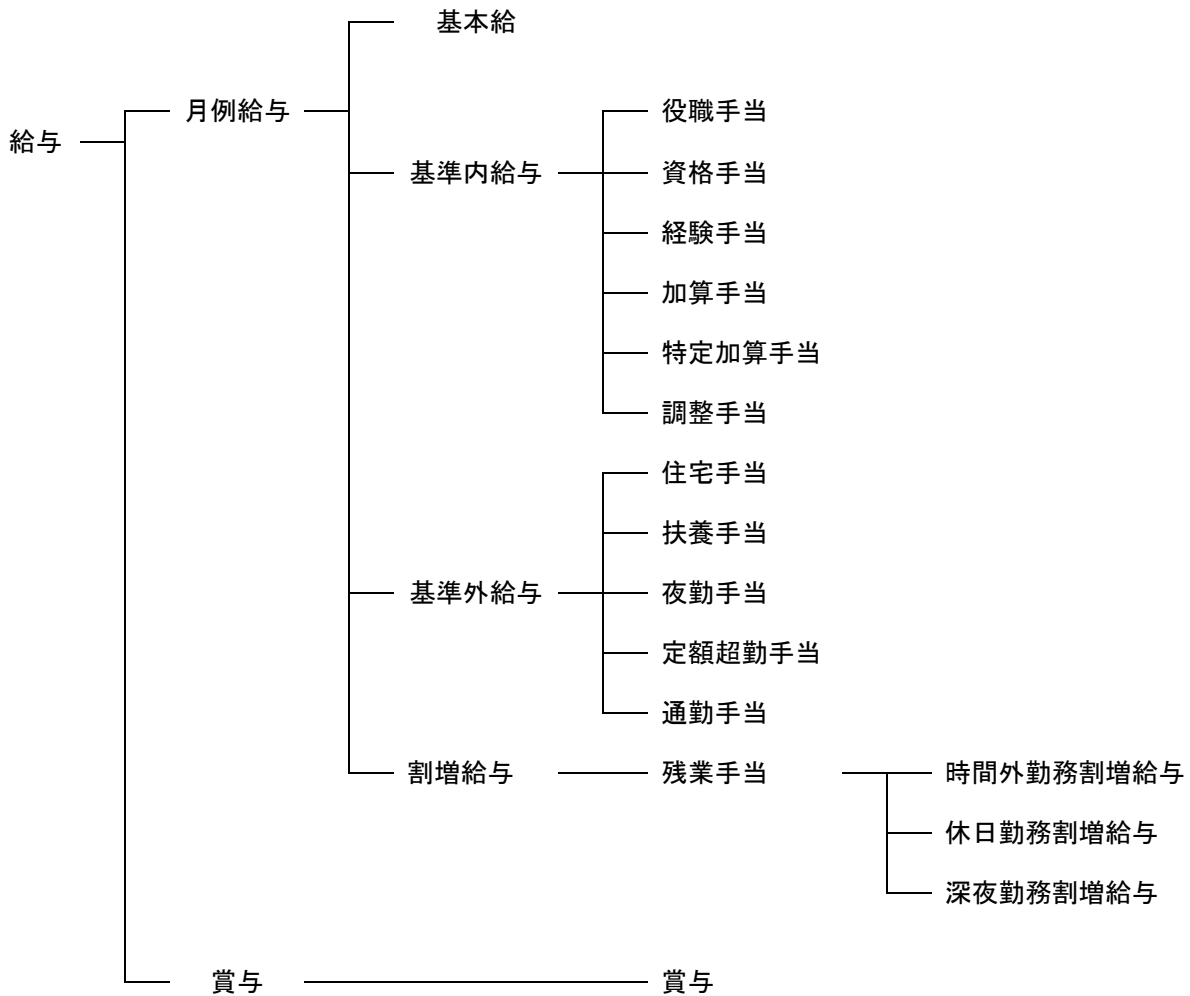 基本給
月例給与
役職手当
給与
基準内給与
資格手当
経験手当
加算手当
特定加算手当
調整手当
住宅手当
扶養手当
基準外給与
夜勤手当
定額超勤手当
通勤手当
割増給与
残業手当
時間外勤務割増給与
休日勤務割増給与
深夜勤務割増給与
賞与
賞与